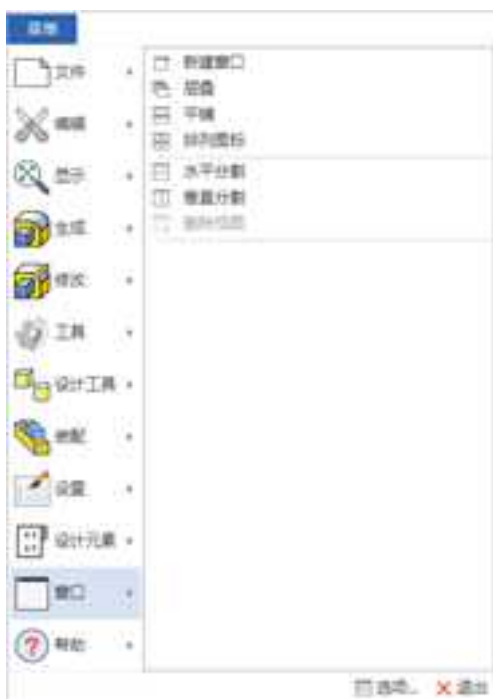 菜单
文件
编辑
显示
生成
修改
工具
设计工具
装配
设置
设计元素
窗口
帮助
新建窗口
层叠
平铺
排列图标
水平分割
垂直分割
选项...
退出